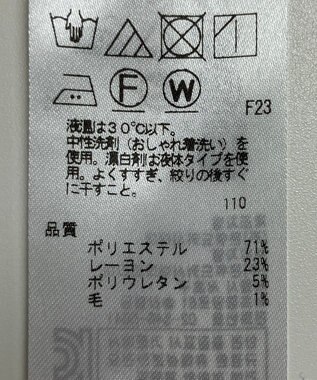 F W
F23
液温は30℃以下。
中性洗剤（おしゃれ着洗い）を
使用。漂白剤は液体タイプを使
用。よくすすぎ、絞りの後すぐ
に干すこと。
110
品質
ポリエステル 71%
レーヨン 23%
ポリウレタン 5%
毛 1%